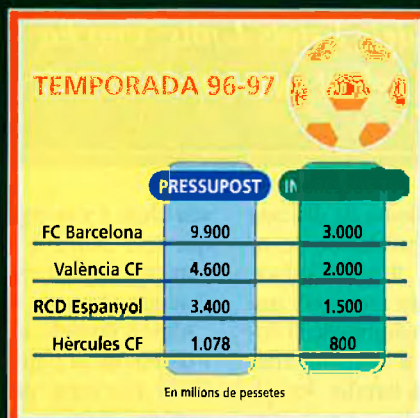 TEMPORADA 96-97
PRESSUPOST
FC Barcelona 9.900 3.000
València CF 4.600 2.000
RCD Espanyol 3.400 1.500
Hèrcules CF 1.078 800
En milions de pessetes